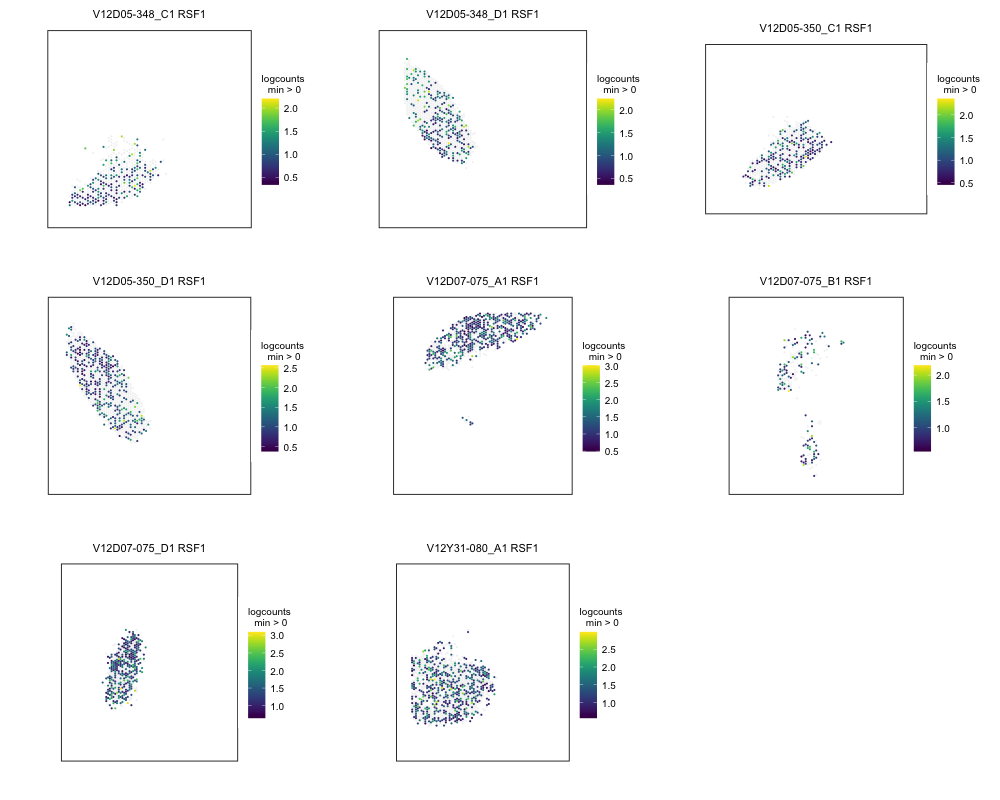 V12D05-348_C1 RSF1
logcounts
min > 0
2.0
1.5
1.0
0.5
V12D05-348_D1 RSF1
logcounts
min > 0
2.0
1.5
1.0
0.5
V12D05-350_C1 RSF1
logcounts
min > 0
2.0
1.5
1.0
0.5
V12D05-350_D1 RSF1
logcounts
min > 0
2.5
2.0
1.5
1.0
0.5
V12D07-075_A1 RSF1
logcounts
min > 0
3.0
2.5
2.0
1.5
1.0
0.5
V12D07-075_B1 RSF1
logcounts
min > 0
2.0
1.5
1.0
V12D07-075_D1 RSF1
logcounts
min > 0
3.0
2.5
2.0
1.5
1.0
V12Y31-080_A1 RSF1
logcounts
min > 0
2.5
2.0
1.5
1.0